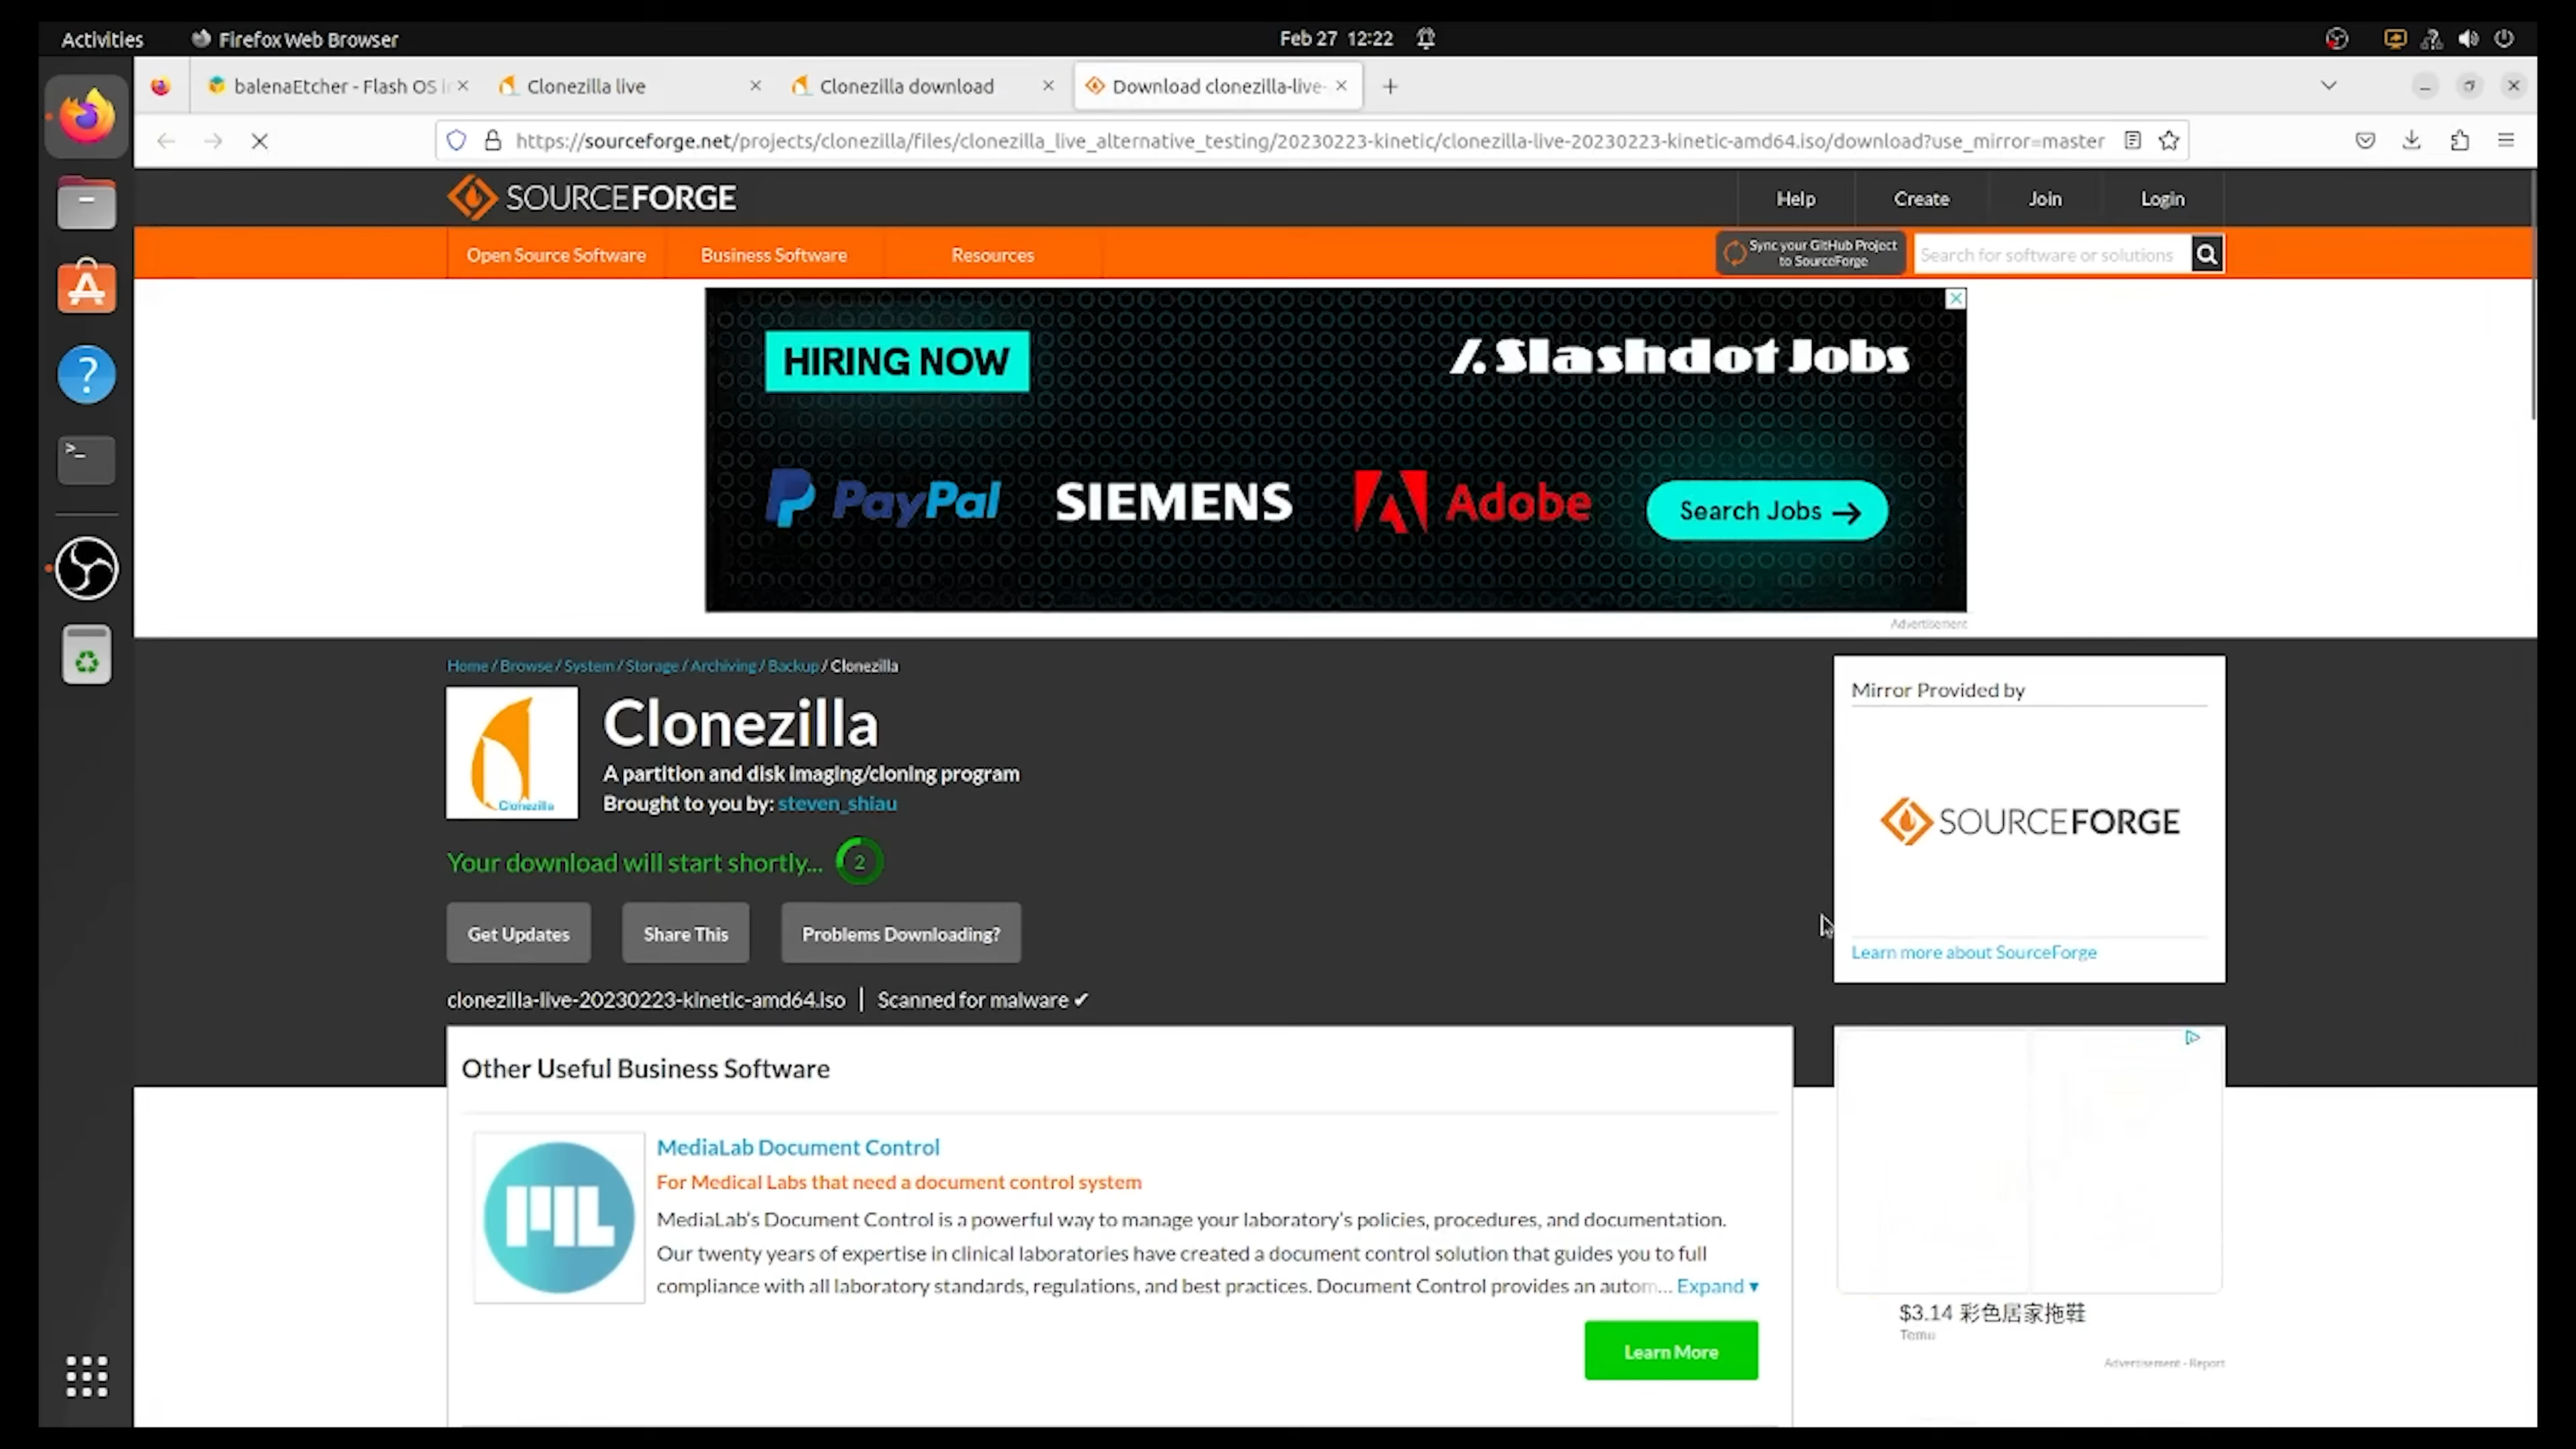 Activities
Firefox Web Browser
Feb 27 12:22
balenaEtcher - Flash OS i
Clonezilla live
Clonezilla download
Download clonezilla-live-
https://sourceforge.net/projects/clonezilla/files/clonezilla_live_alternative_testing/20230223-kinetic/clonezilla-live-20230223-kinetic-amd64.iso/download?use_mirror=master
SOURCEFORGE
Help
Create
Join
Login
Open Source Software
Business Software
Resources
Sync your GitHub Project
to SourceForge
Search for software or solutions
HIRING NOW
/.Slashdot Jobs
PayPal
SIEMENS
Adobe
Search Jobs →
Advertisement
Home / Browse / System / Storage / Archiving / Backup / Clonezilla
Clonezilla
Clonezilla
A partition and disk imaging/cloning program
Brought to you by: steven_shiau
Your download will start shortly... 2
Get Updates
Share This
Problems Downloading?
clonezilla-live-20230223-kinetic-amd64.iso | Scanned for malware ✔
Mirror Provided by
SOURCEFORGE
Learn more about SourceForge
Other Useful Business Software
ML
MediaLab Document Control
For Medical Labs that need a document control system
MediaLab's Document Control is a powerful way to manage your laboratory's policies, procedures, and documentation.
Our twenty years of expertise in clinical laboratories have created a document control solution that guides you to full
compliance with all laboratory standards, regulations, and best practices. Document Control provides an autom... Expand ▾
Learn More
$3.14 彩色居家拖鞋
Temu
Advertisement - Report